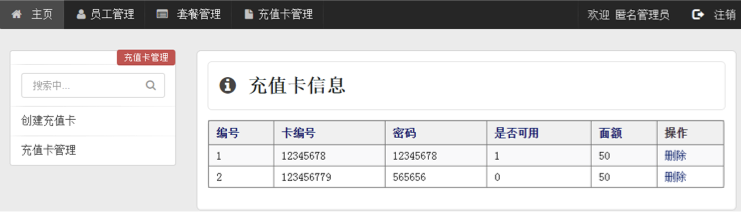 主页 员工管理 套餐管理 充值卡管理 欢迎 匿名管理员 注销
充值卡管理
搜索中...
创建充值卡
充值卡管理
充值卡信息
编号 卡编号 密码 是否可用 面额 操作
1 12345678 12345678 1 50 删除
2 123456779 565656 0 50 删除